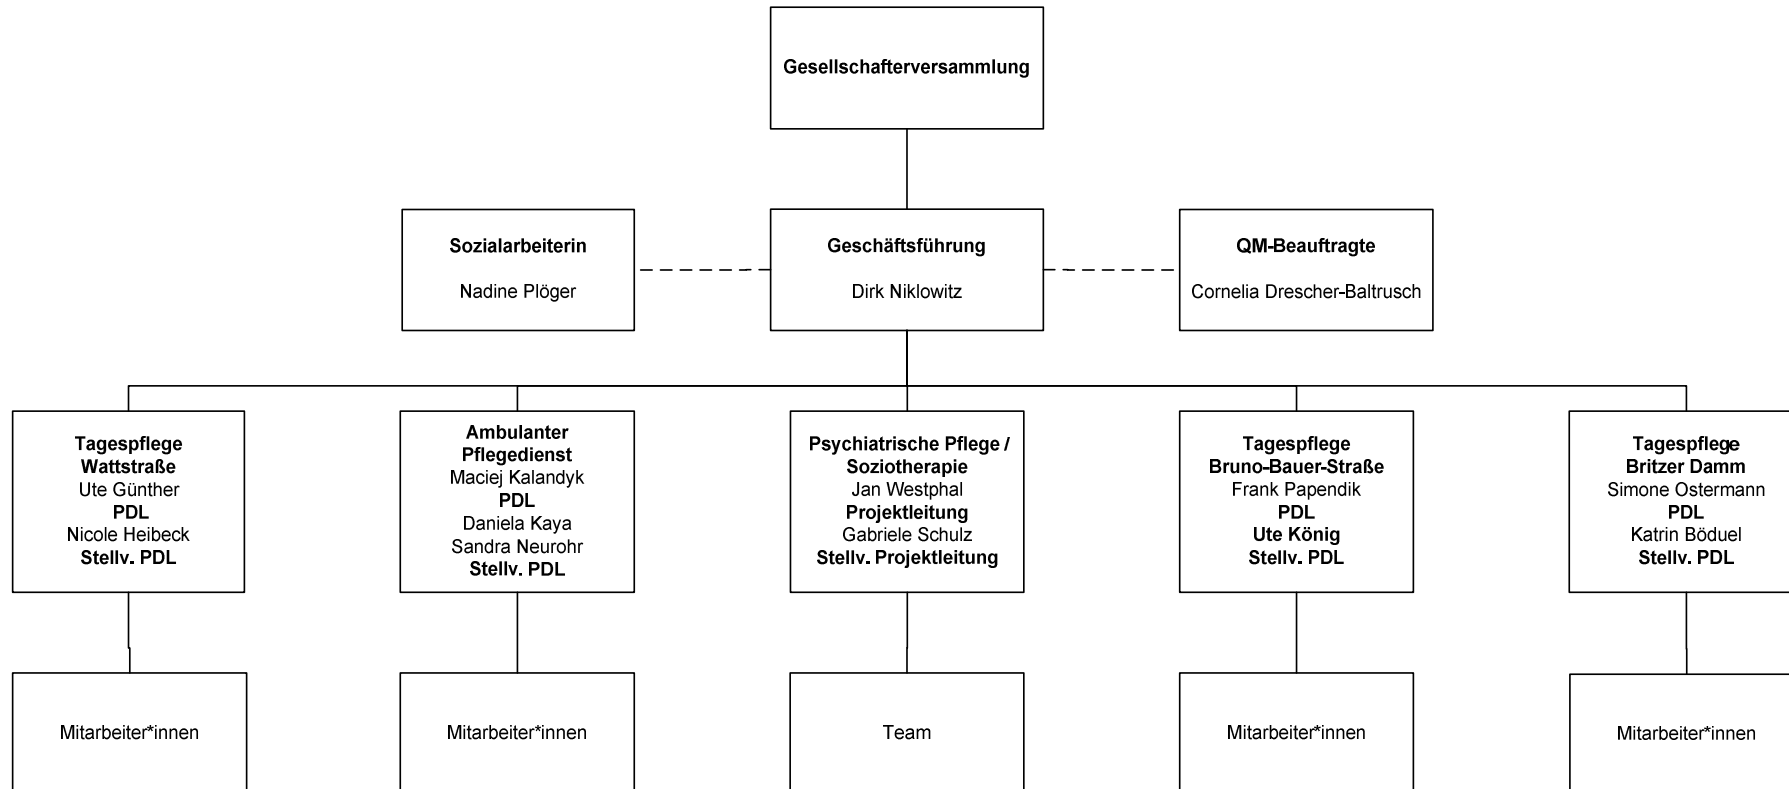 Gesellschafterversammlung
Sozialarbeiterin
Nadine Plöger
Geschäftsführung
Dirk Niklowitz
QM-Beauftragte
Cornelia Drescher-Baltrusch
Tagespflege
Wattstraße
Ute Günther
PDL
Nicole Heibeck
Stellv. PDL
Ambulanter
Pflegedienst
Maciej Kalandyk
PDL
Daniela Kaya
Sandra Neurohr
Stellv. PDL
Psychiatrische Pflege /
Soziotherapie
Jan Westphal
Projektleitung
Gabriele Schulz
Stellv. Projektleitung
Tagespflege
Bruno-Bauer-Straße
Frank Papendik
PDL
Ute König
Stellv. PDL
Tagespflege
Britzer Damm
Simone Ostermann
PDL
Katrin Böduel
Stellv. PDL
Mitarbeiter*innen
Mitarbeiter*innen
Team
Mitarbeiter*innen
Mitarbeiter*innen